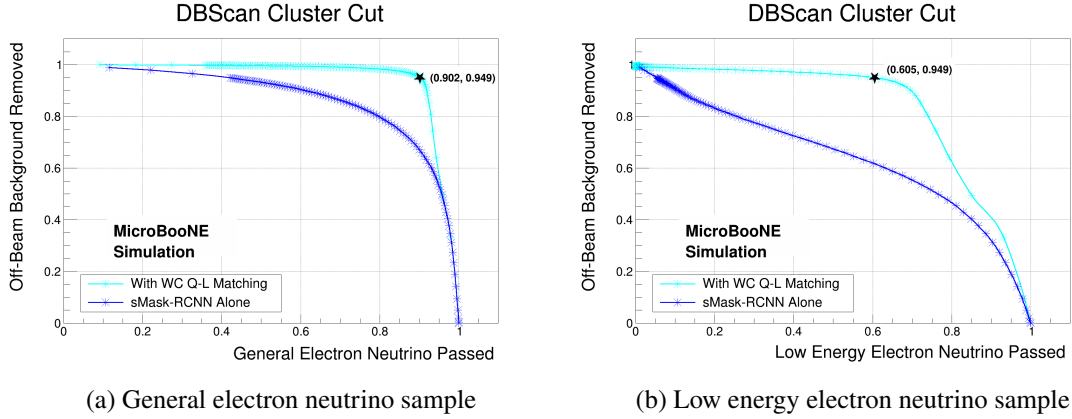 DBScan Cluster Cut
Off-Beam Background Removed
1
0.8
0.6
0.4
0.2
0
(0.902, 0.949)
MicroBooNE
Simulation
With WC Q-L Matching
sMask-RCNN Alone
0 0.2 0.4 0.6 0.8 1
General Electron Neutrino Passed
(a) General electron neutrino sample
DBScan Cluster Cut
Off-Beam Background Removed
1
0.8
0.6
0.4
0.2
0
(0.605, 0.949)
MicroBooNE
Simulation
With WC Q-L Matching
sMask-RCNN Alone
0 0.2 0.4 0.6 0.8 1
Low Energy Electron Neutrino Passed
(b) Low energy electron neutrino sample